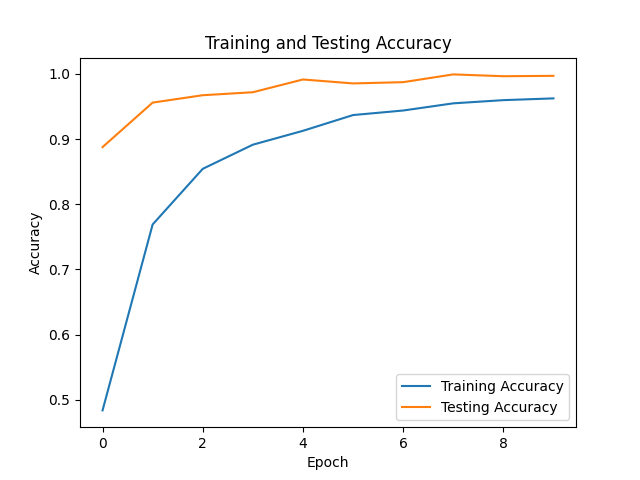 Training and Testing Accuracy
Accuracy
1.0
0.9
0.8
0.7
0.6
0.5
0 2 4 6 8
Epoch
Training Accuracy
Testing Accuracy